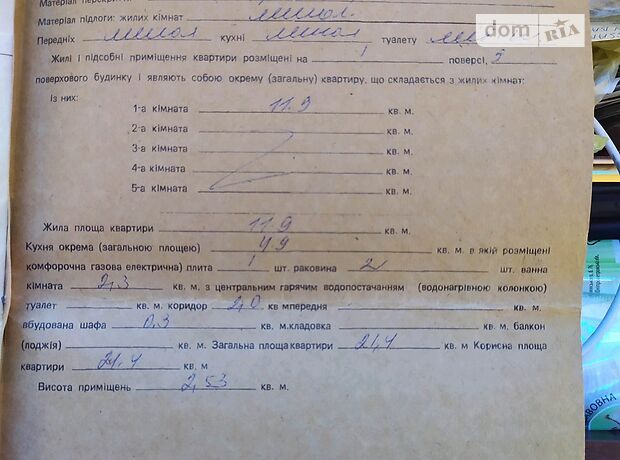 Матеріал підлоги: жилих кімнат линол.
Передніх линол кухні линол туалету
Жилі і підсобні приміщення квартири розміщені на 1 поверсі, 5
поверхового будинку і являють собою окрему (загальну) квартиру, що складається з жилих кімнат:
Із них:
1-а кімната 11.9 кв. м.
2-а кімната кв. м.
3-а кімната кв. м.
4-а кімната кв. м.
5-а кімната кв. м.
Жила площа квартири 11.9 кв. м.
Кухня окрема (загальною площею) 4.9 кв. м. в якій розміщені
комфорочна газова електрична) плита 1 шт. раковина 2 шт. ванна
кімната 2,3 кв. м. з центральним гарячим водопостачанням (водонагрівною колонкою)
туалет кв. м. коридор 2,0 кв м передня кв. м.
вбудована шафа 0.3 кв м. кладовка кв. м. балкон
(лоджія) кв. м. Загальна площа квартири 21,4 кв. м Корисна площа
квартири 21.4 кв. м
Висота приміщень 2,53 кв. м.
dom RIA